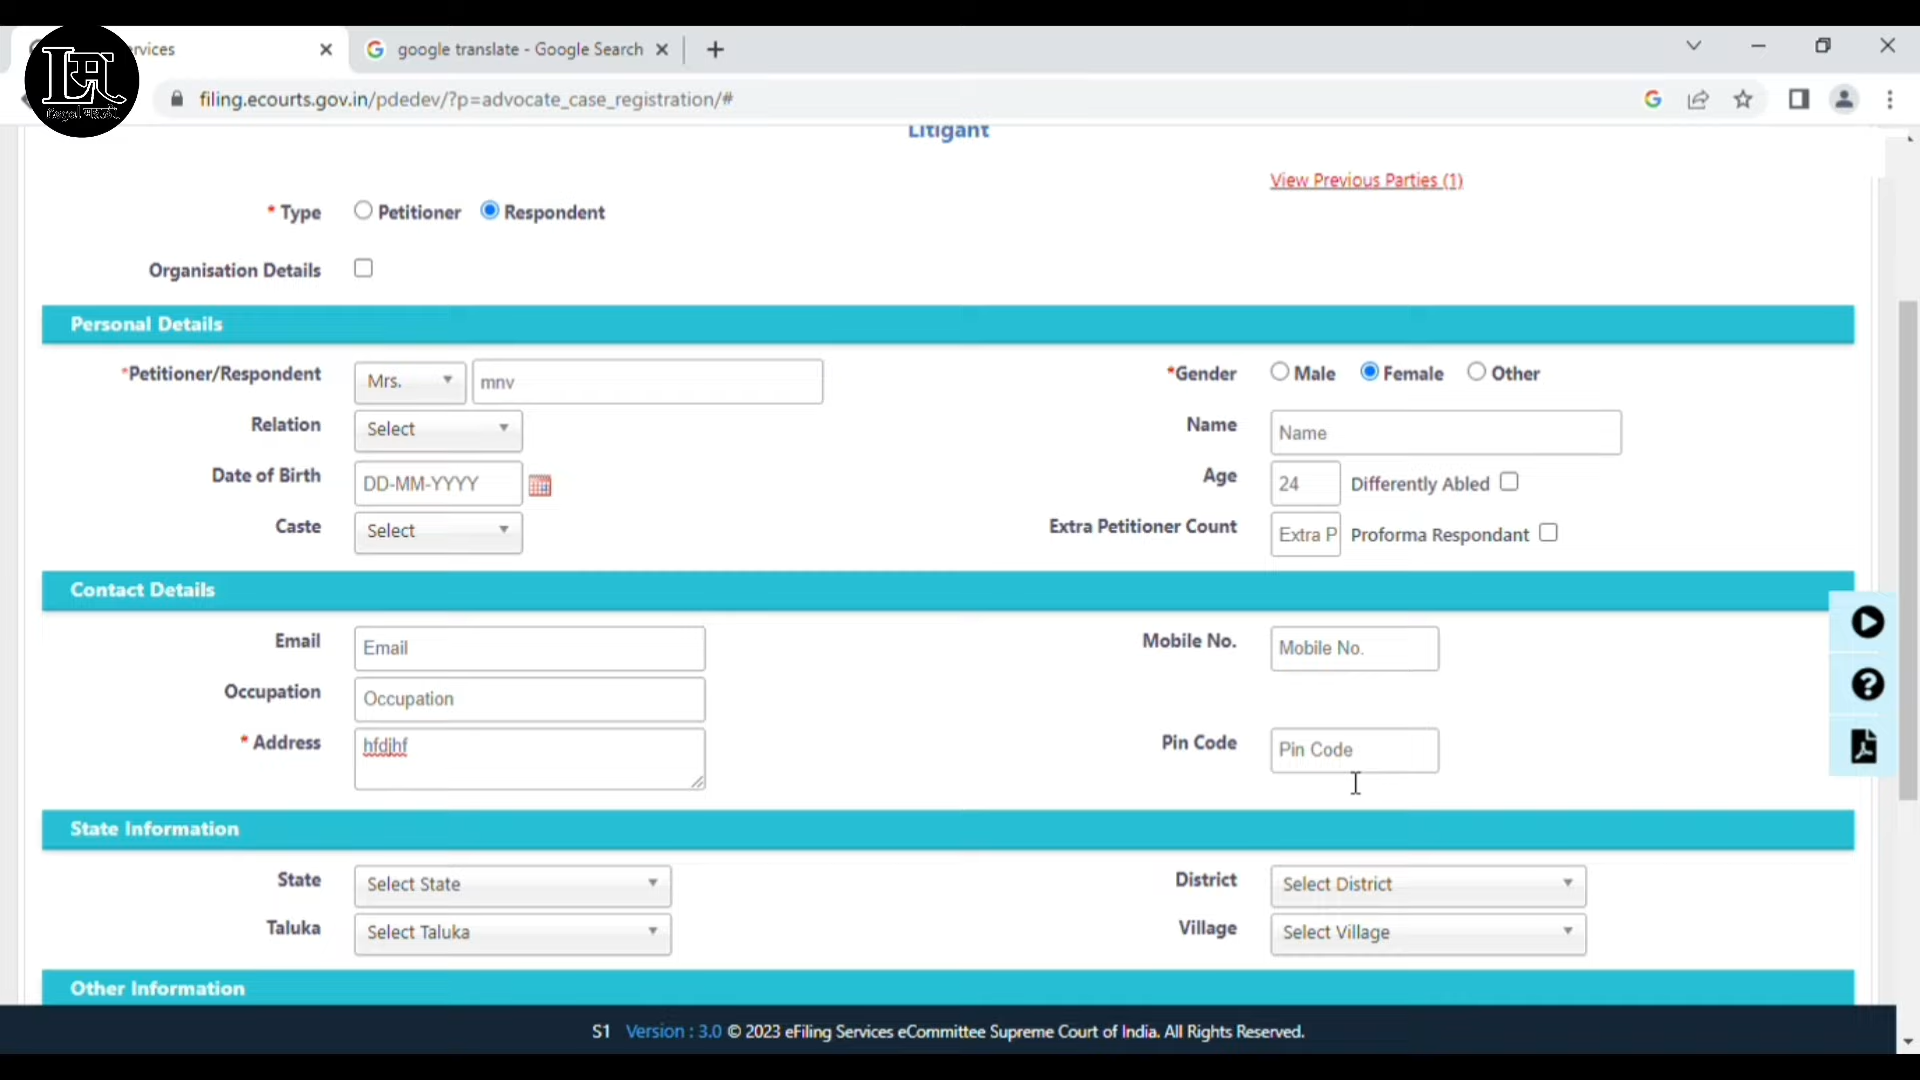 rvices
google translate - Google Search
filing.ecourts.gov.in/pdedev/?p=advocate_case_registration/#
Litigant
View Previous Parties (1)
* Type Petitioner Respondent
Organisation Details
Personal Details
*Petitioner/Respondent Mrs. mnv *Gender Male Female Other
Relation Select Name Name
Date of Birth DD-MM-YYYY Age 24 Differently Abled
Caste Select Extra Petitioner Count Extra P Proforma Respondant
Contact Details
Email Email Mobile No. Mobile No.
Occupation Occupation
* Address hfdjhf Pin Code Pin Code
State Information
State Select State District Select District
Taluka Select Taluka Village Select Village
Other Information
S1 Version : 3.0 © 2023 eFiling Services eCommittee Supreme Court of India. All Rights Reserved.